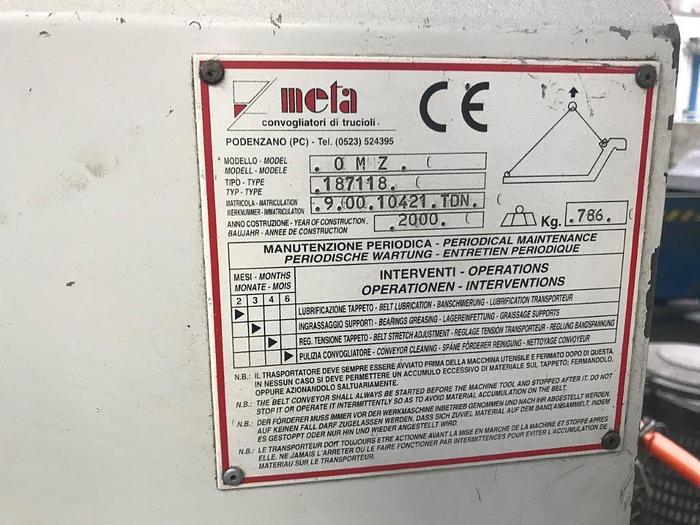 meta
convogliatori di trucioli
CE
PODENZANO (PC) - Tel. (0523) 524395
MODELLO - MODEL
MODELL - MODELE
. O M Z .
TIPO - TYPE
TYP - TYPE
.187118.
MATRICOLA - MATRICULATION
WERKNUMMER - IMMATRICULATION
.9.00.10421.TDN.
ANNO COSTRUZIONE - YEAR OF CONSTRUCTION
BAUJAHR - ANNEE DE CONSTRUCTION
.2000.
Kg. .786.
MANUTENZIONE PERIODICA - PERIODICAL MAINTENANCE
PERIODISCHE WARTUNG - ENTRETIEN PERIODIQUE
MESI - MONTHS
MONATE - MOIS
2 3 4 6
INTERVENTI - OPERATIONS
OPERATIONEN - INTERVENTIONS
LUBRIFICAZIONE TAPPETO - BELT LUBRICATION - BANSCHMIERUNG - LUBRIFICATION TRANSPORTEUR
INGRASSAGGIO SUPPORTI - BEARINGS GREASING - LAGEREINFETTUNG - GRAISSAGE SUPPORTS
REG. TENSIONE TAPPETO - BELT STRETCH ADJUSTMENT - REGLAGE TENSION TRANSPORTEUR - REGLUNG BANDSPANNUNG
PULIZIA CONVOGLIATORE - CONVEYOR CLEANING - SPÄNE FÖRDERER REINIGUNG - NETTOYAGE CONVOYEUR
N.B.: IL TRASPORTATORE DEVE SEMPRE ESSERE AVVIATO PRIMA DELLA MACCHINA UTENSILE E FERMATO DOPO DI QUESTA.
IN NESSUN CASO SI DEVE PERMETTERE UN ACCUMULO ECCESSIVO DI MATERIALE SUL TAPPETO; FERMANDOLO,
OPPURE AZIONANDOLO SALTUARIAMENTE.
N.B.: THE BELT CONVEYOR SHALL ALWAYS BE STARTED BEFORE THE MACHINE TOOL AND STOPPED AFTER IT. DO NOT
STOP IT OR OPERATE IT INTERMITTENTLY SO AS TO AVOID MATERIAL ACCUMULATION ON THE BELT.
N.B.: DER FÖRDERER MUSS IMMER VOR DER WERKMASCHINE INBETRIEB GENOMMEN UND NACH IHR ABGESTELLT WERDEN.
AUF KEINEN FALL DARF ZUGELASSEN WERDEN, DASS SICH ZUVIEL MATERIAL AUF DEM BAND ANSAMMELT, INDEM
ES GESTOPPT ODER NUR HIN UND WIEDER ANGESTELLT WIRD.
N.B.: LE TRANSPORTEUR DOIT TOUJOURS ETRE ACTIONNE AVANT LA MISE EN MARCHE DE LA MACHINE ET STOPPE APRES
ELLE. NE JAMAIS L'ARRETER OU LE FAIRE FONCTIONER PAR INTERMITTENCES POUR EVITER L'ACCUMULATION DE
MATERIAU SUR LE TRANSPORTEUR.